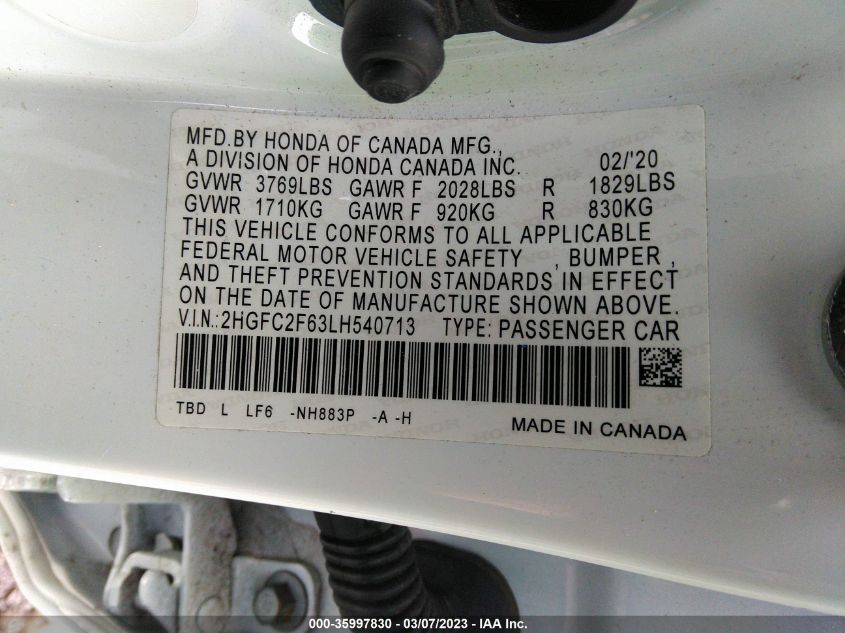 MFD.BY HONDA OF CANADA MFG.,
A DIVISION OF HONDA CANADA INC. 02/'20
GVWR 3769LBS GAWR F 2028LBS R 1829LBS
GVWR 1710KG GAWR F 920KG R 830KG
THIS VEHICLE CONFORMS TO ALL APPLICABLE
FEDERAL MOTOR VEHICLE SAFETY , BUMPER ,
AND THEFT PREVENTION STANDARDS IN EFFECT
ON THE DATE OF MANUFACTURE SHOWN ABOVE.
V.I.N.:2HGFC2F63LH540713 TYPE: PASSENGER CAR
TBD L LF6 -NH883P -A -H MADE IN CANADA
000-35997830 - 03/07/2023 - IAA Inc.